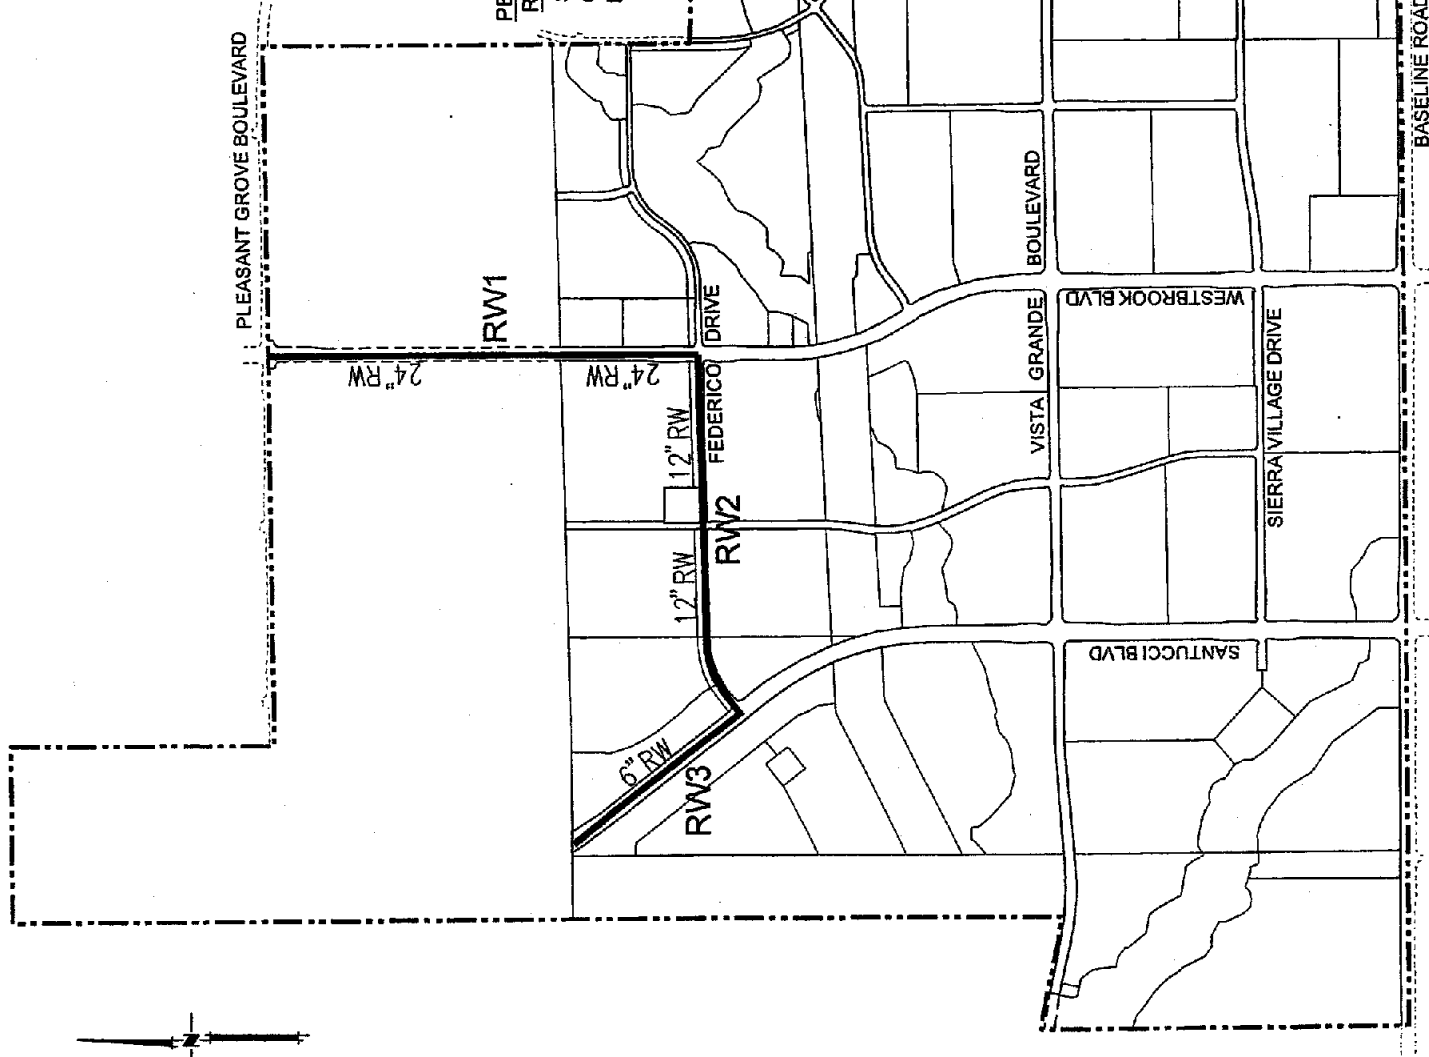 PLEASANT GROVE BOULEVARD
BASELINE ROAD
RW1
24" RW
24" RW
FEDERICO DRIVE
12" RW
12" RW
RW2
6" RW
RW3
VISTA GRANDE BOULEVARD
WESTBROOK BLVD
SIERRA VILLAGE DRIVE
SANTUCCI BLVD
Z